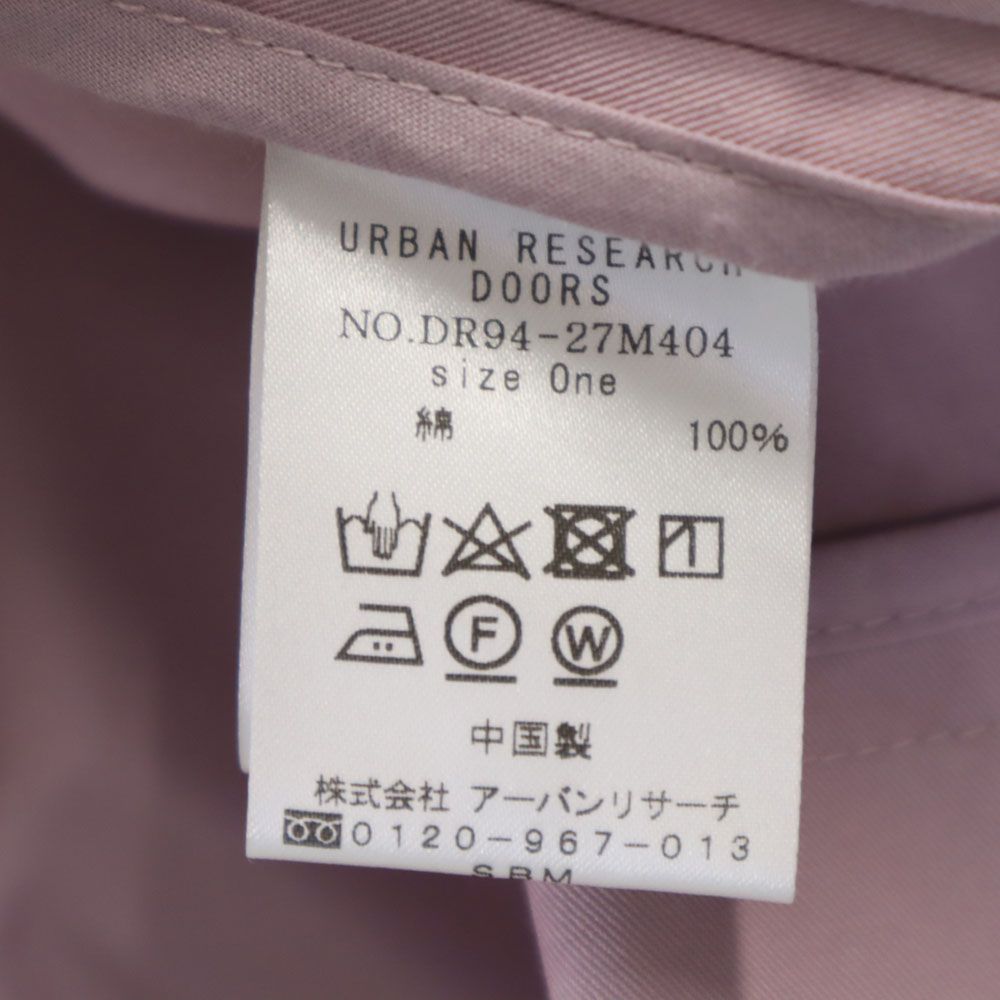 URBAN RESEARCH
DOORS
NO.DR94-27M404
size One
綿 100%
F W
中国製
株式会社 アーバンリサーチ
0120-967-013
SBM